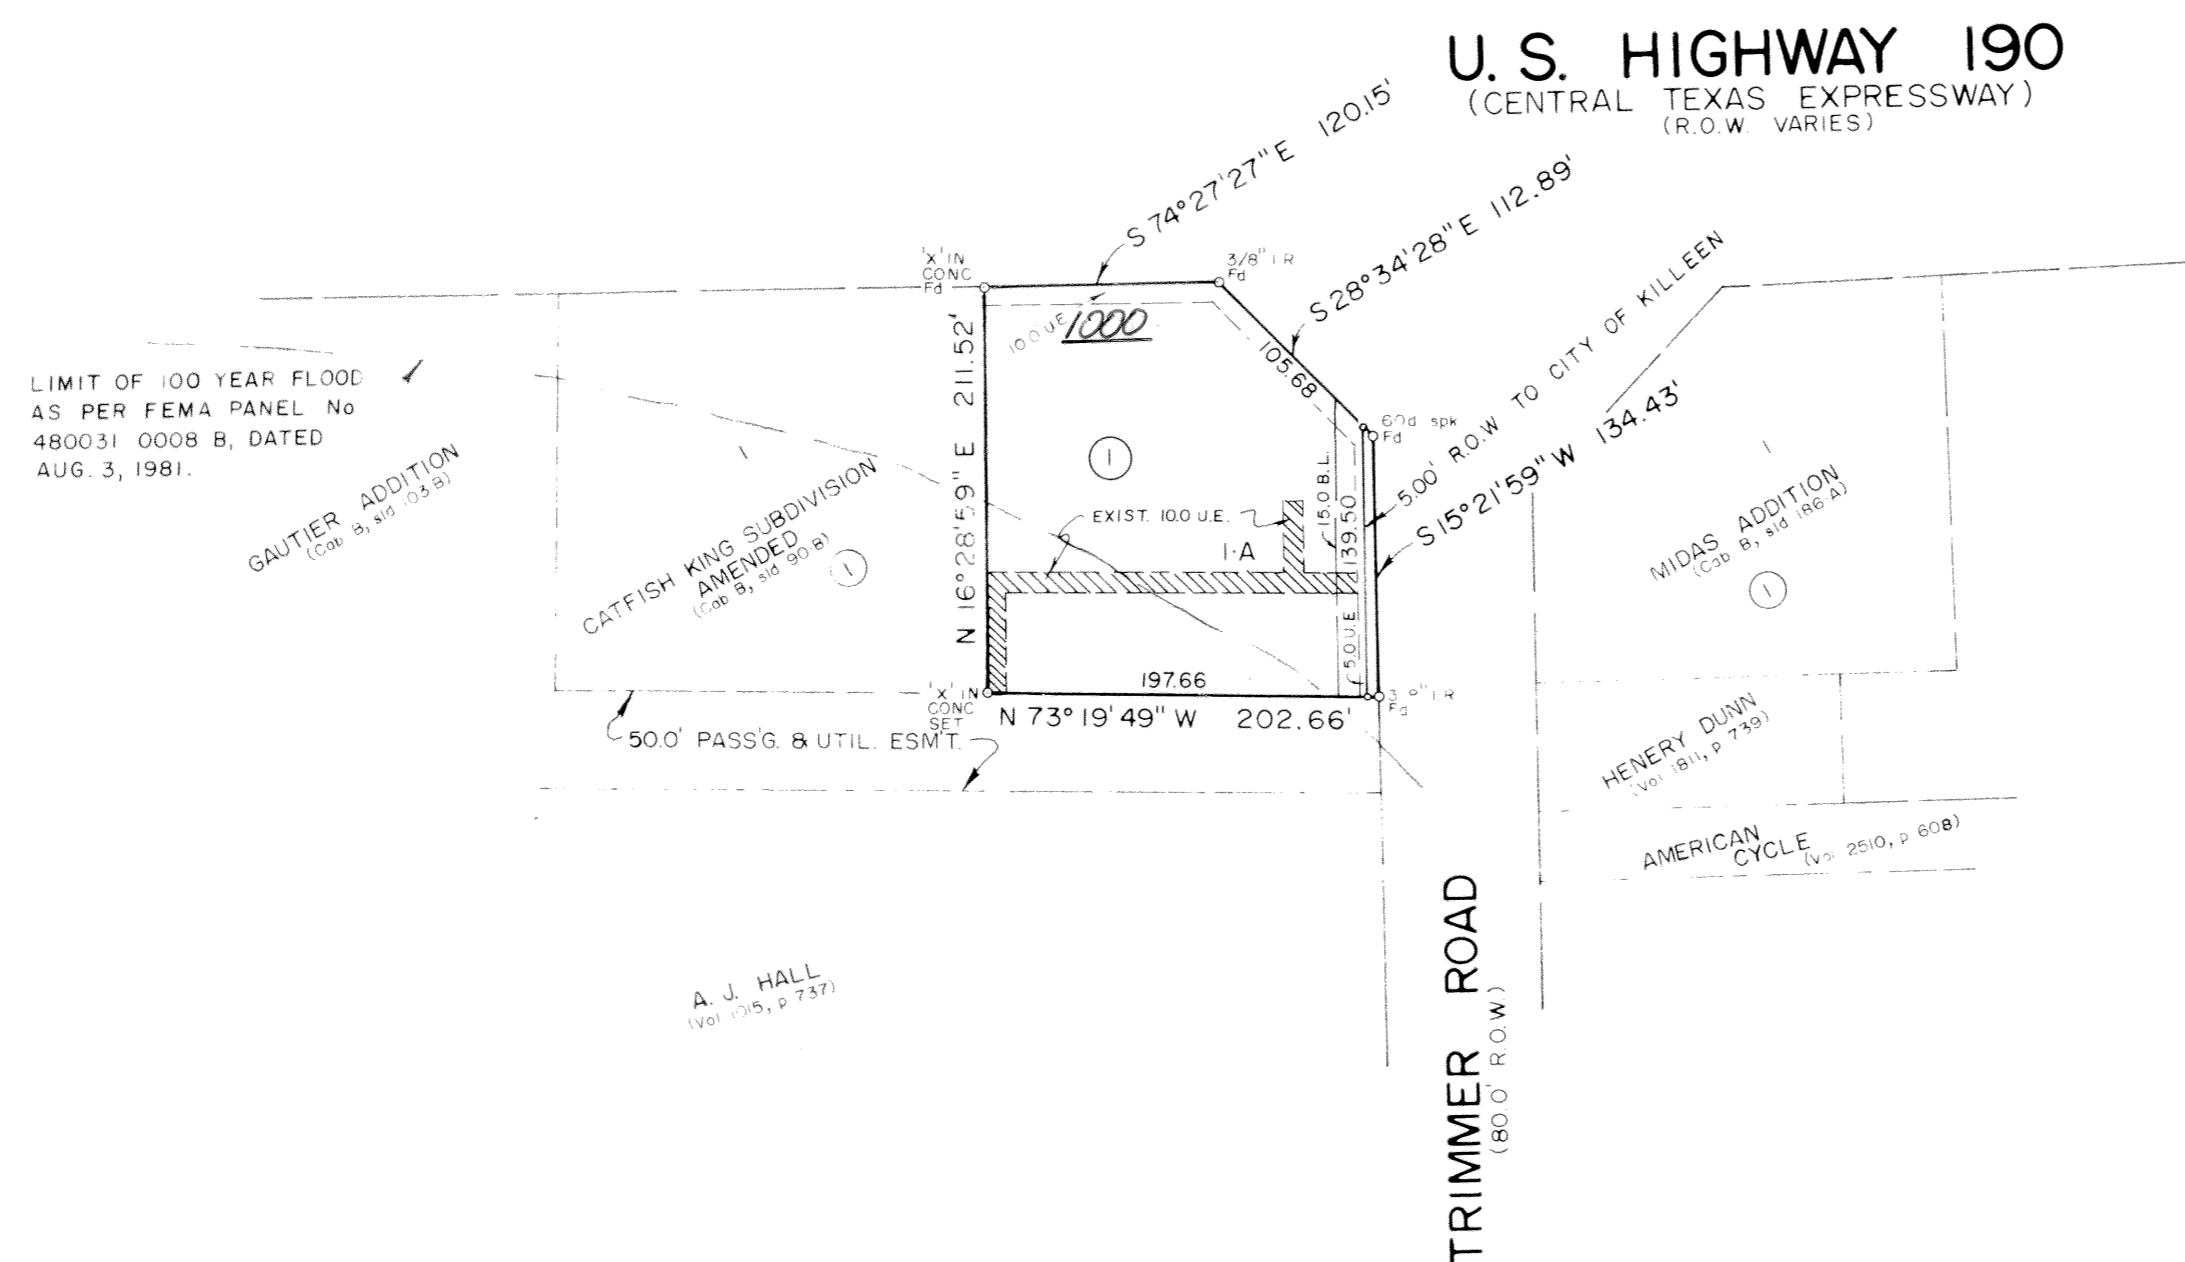 U. S. HIGHWAY 190
(CENTRAL TEXAS EXPRESSWAY)
(R.O.W. VARIES)
S 74°27'27" E 120.15'
S 28°34'28" E 112.89'
'X' IN
CONC
Fd
3/8" I R
Fd
10.0 U E
1000
105.68
60d spk
Fd
5.00' R.O.W TO CITY OF KILLEEN
S 15°21'59" W 134.43'
LIMIT OF 100 YEAR FLOOD
AS PER FEMA PANEL No
480031 0008 B, DATED
AUG. 3, 1981.
GAUTIER ADDITION
(Cab B, sld 103-B)
1
CATFISH KING SUBDIVISION
AMENDED
(Cab B, sld 90-B)
1
N 16°28'59" E 211.52'
1
EXIST. 10.0 U.E.
1-A
15.0 B.L.
139.50
5.0 U.E
1
MIDAS ADDITION
(Cab B, sld 186-A)
1
197.66
'X' IN
CONC
SET
N 73°19'49" W 202.66'
I R
Fd
50.0' PASS'G. & UTIL. ESM'T.
HENERY DUNN
(Vol 1811, p 739)
AMERICAN
CYCLE (Vol 2510, p 608)
A. J. HALL
(Vol 1015, p 737)
TRIMMER ROAD
(80.0' R.O.W.)